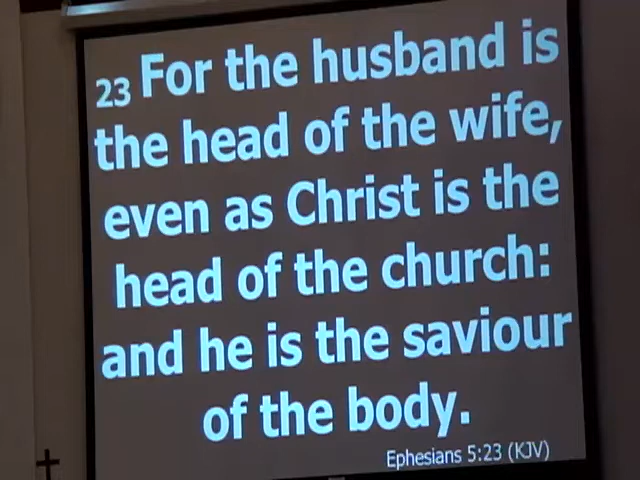 23 For the husband is
the head of the wife,
even as Christ is the
head of the church:
and he is the saviour
of the body.
Ephesians 5:23 (KJV)